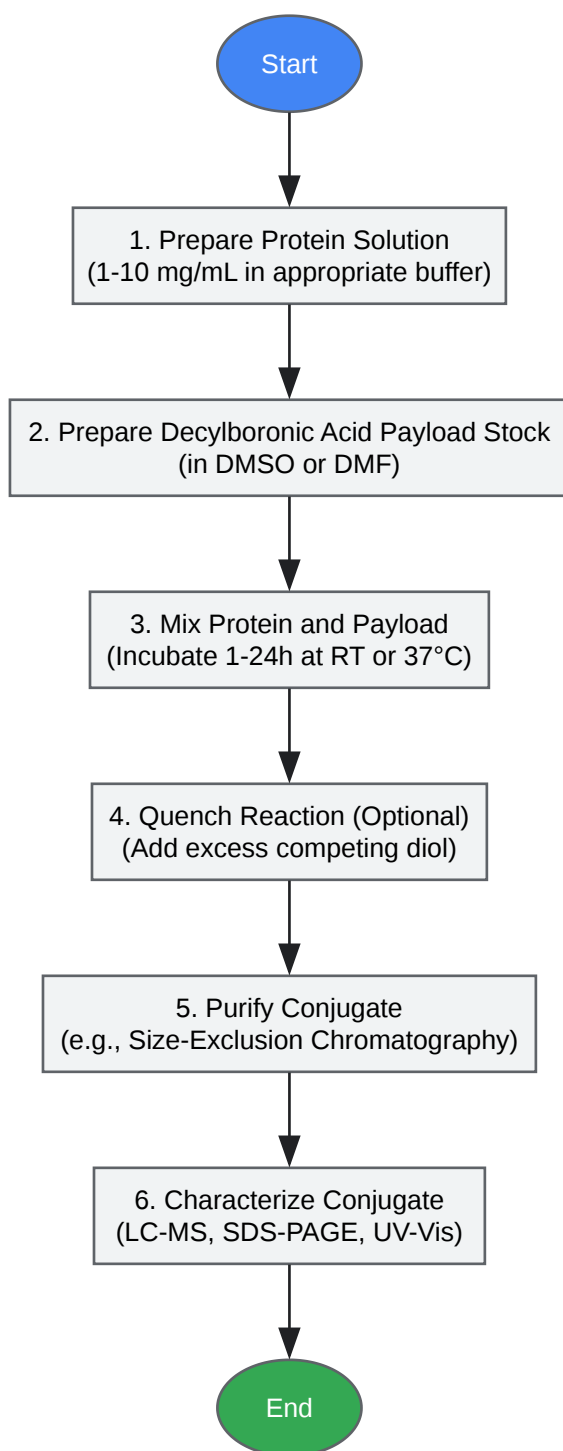 Start
1. Prepare Protein Solution
(1-10 mg/mL in appropriate buffer)
2. Prepare Decylboronic Acid Payload Stock
(in DMSO or DMF)
3. Mix Protein and Payload
(Incubate 1-24h at RT or 37°C)
4. Quench Reaction (Optional)
(Add excess competing diol)
5. Purify Conjugate
(e.g., Size-Exclusion Chromatography)
6. Characterize Conjugate
(LC-MS, SDS-PAGE, UV-Vis)
End